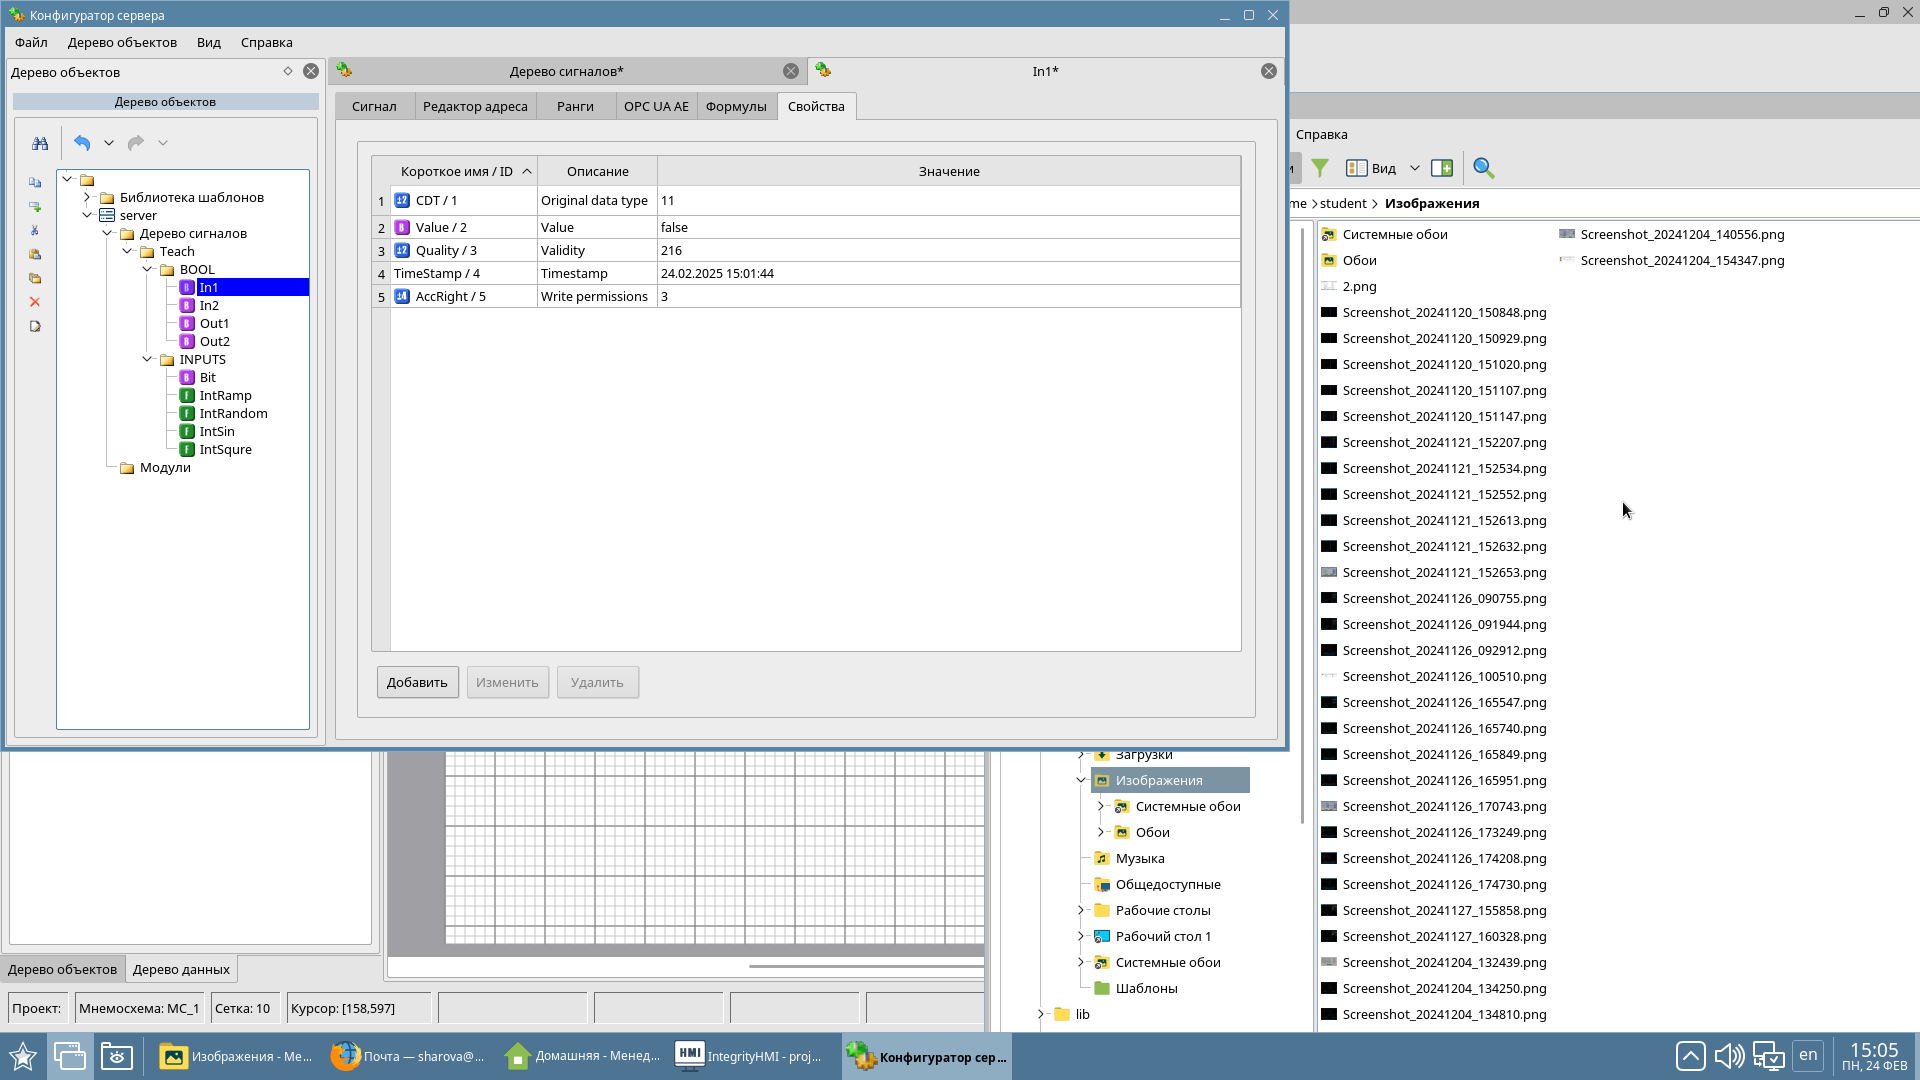 Конфигуратор сервера
Файл
Дерево объектов
Вид
Справка
Дерево объектов
Дерево объектов
Библиотека шаблонов
server
Дерево сигналов
Teach
BOOL
In1
In2
Out1
Out2
INPUTS
Bit
IntRamp
IntRandom
IntSin
IntSqure
Модули
Дерево сигналов*
In1*
Сигнал
Редактор адреса
Ранги
OPC UA AE
Формулы
Свойства
Короткое имя / ID
Описание
Значение
1 CDT / 1 Original data type 11
2 Value / 2 Value false
3 Quality / 3 Validity 216
4 TimeStamp / 4 Timestamp 24.02.2025 15:01:44
5 AccRight / 5 Write permissions 3
Добавить
Изменить
Удалить
Справка
Вид
me > student > Изображения
Системные обои
Обои
2.png
Screenshot_20241120_150848.png
Screenshot_20241120_150929.png
Screenshot_20241120_151020.png
Screenshot_20241120_151107.png
Screenshot_20241120_151147.png
Screenshot_20241121_152207.png
Screenshot_20241121_152534.png
Screenshot_20241121_152552.png
Screenshot_20241121_152613.png
Screenshot_20241121_152632.png
Screenshot_20241121_152653.png
Screenshot_20241126_090755.png
Screenshot_20241126_091944.png
Screenshot_20241126_092912.png
Screenshot_20241126_100510.png
Screenshot_20241126_165547.png
Screenshot_20241126_165740.png
Screenshot_20241126_165849.png
Screenshot_20241126_165951.png
Screenshot_20241126_170743.png
Screenshot_20241126_173249.png
Screenshot_20241126_174208.png
Screenshot_20241126_174730.png
Screenshot_20241127_155858.png
Screenshot_20241127_160328.png
Screenshot_20241204_132439.png
Screenshot_20241204_134250.png
Screenshot_20241204_134810.png
Screenshot_20241204_140556.png
Screenshot_20241204_154347.png
Загрузки
Изображения
Системные обои
Обои
Музыка
Общедоступные
Рабочие столы
Рабочий стол 1
Системные обои
Шаблоны
lib
Дерево объектов
Дерево данных
Проект:
Мнемосхема: МС_1
Сетка: 10
Курсор: [158,597]
Изображения - Ме...
Почта — sharova@...
Домашняя - Менед...
HMI
IntegrityHMI - proj...
Конфигуратор сер...
en
15:05
ПН, 24 ФЕВ